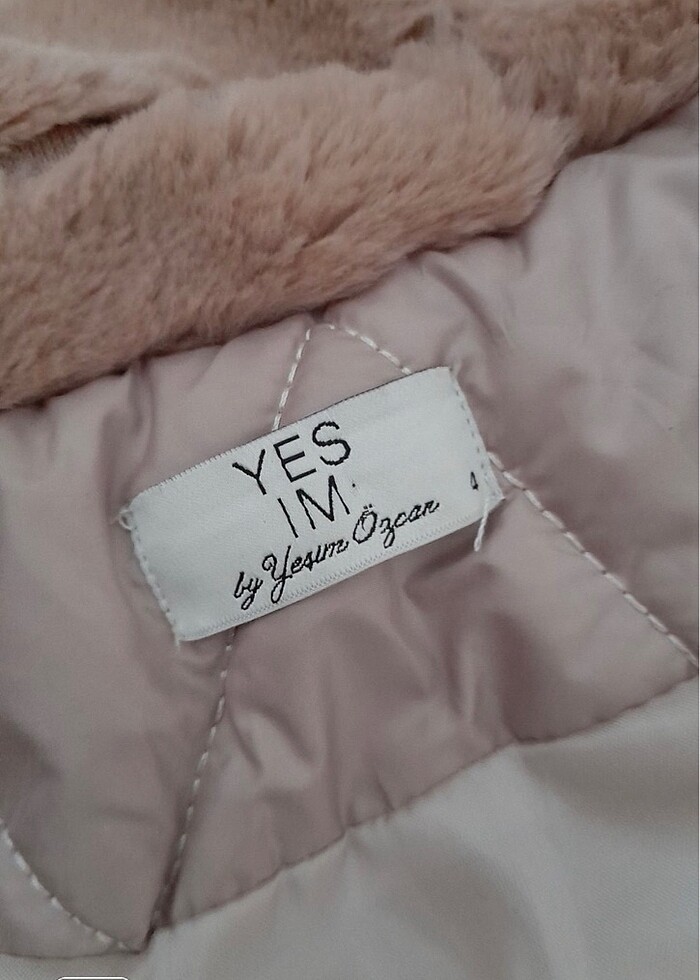 YES
IM
by Yesim Özcan
4